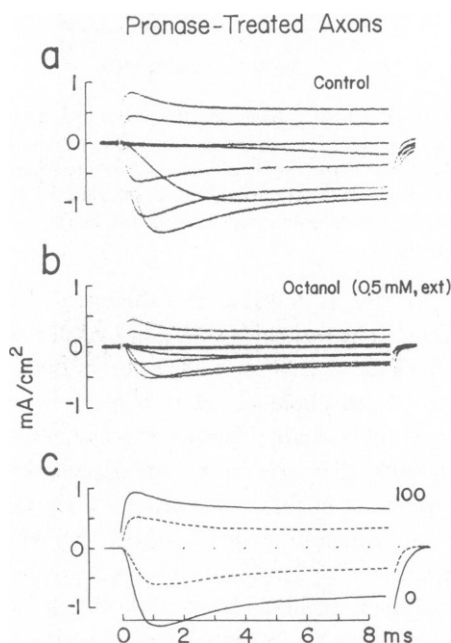 Pronase-Treated Axons
a
Control
1
0
-1
b
Octanol (0.5 mM, ext)
1
0
-1
mA/cm²
c
100
1
0
-1
0
0 2 4 6 8 ms